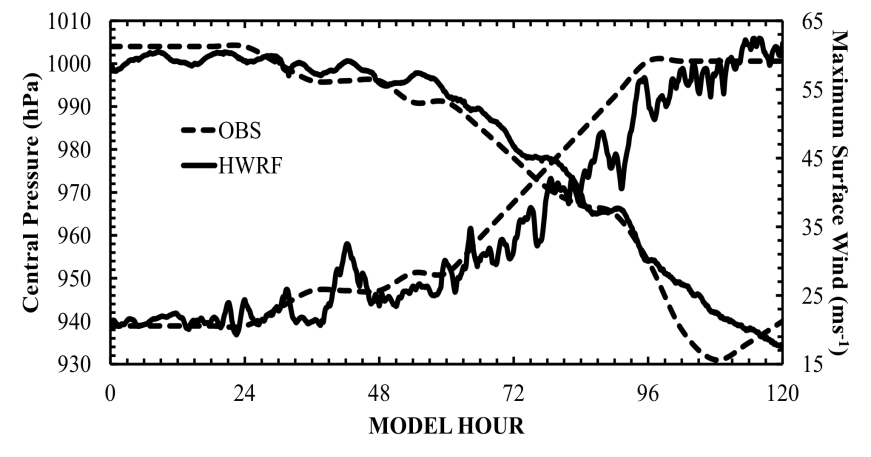 1010
1000
990
980
970
960
950
940
930
Central Pressure (hPa)
OBS
HWRF
65
55
45
35
25
15
Maximum Surface Wind (ms-1)
0 24 48 72 96 120
MODEL HOUR